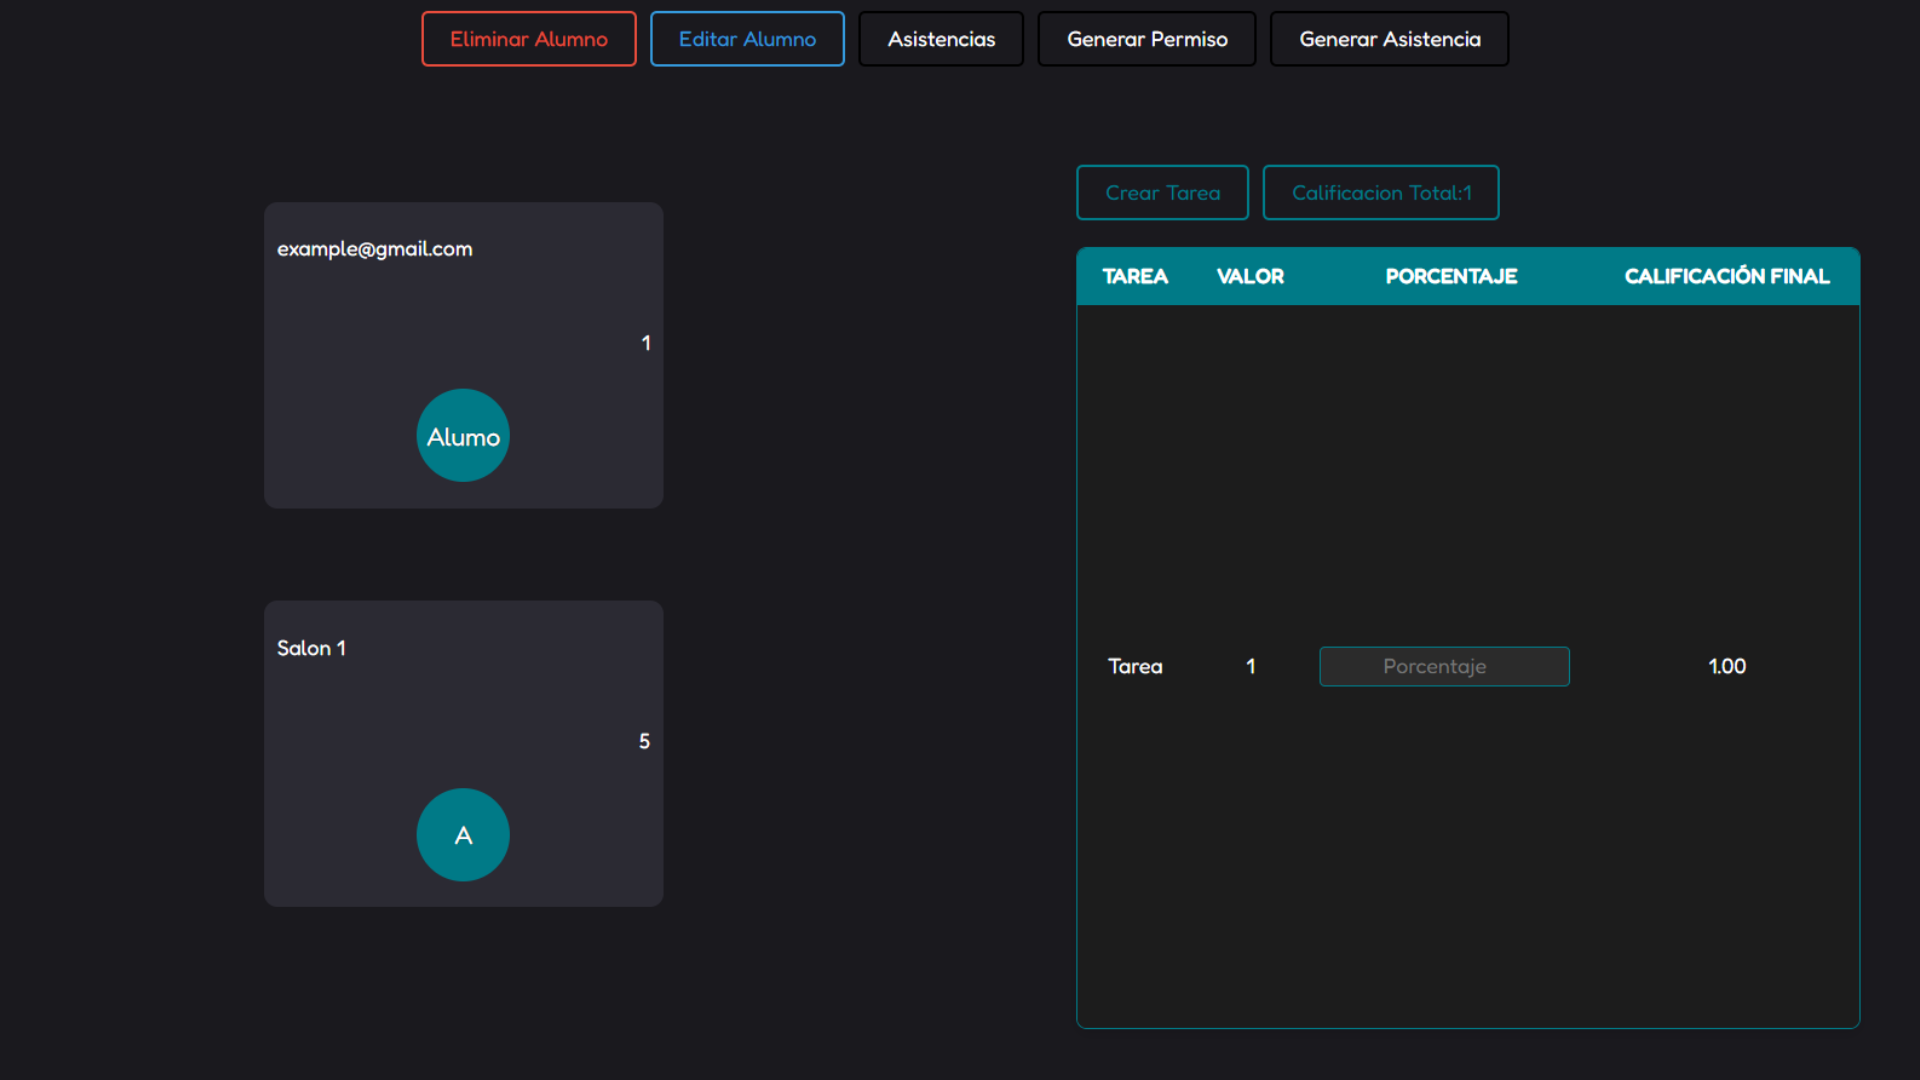 Eliminar Alumno
Editar Alumno
Asistencias
Generar Permiso
Generar Asistencia
example@gmail.com
1
Alumo
Salon 1
5
A
Crear Tarea
Calificacion Total:1
TAREA VALOR PORCENTAJE CALIFICACIÓN FINAL
Tarea 1 Porcentaje 1.00